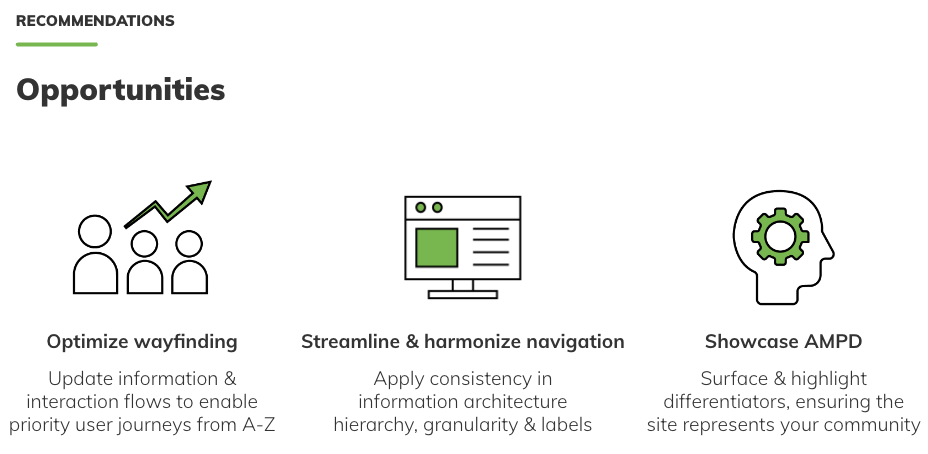 RECOMMENDATIONS
Opportunities
Optimize wayfinding
Update information &
interaction flows to enable
priority user journeys from A-Z
Streamline & harmonize navigation
Apply consistency in
information architecture
hierarchy, granularity & labels
Showcase AMPD
Surface & highlight
differentiators, ensuring the
site represents your community